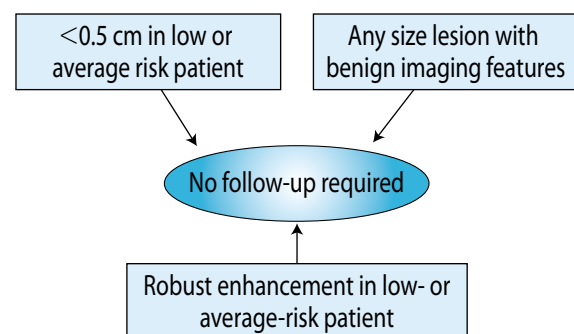 <0.5 cm in low or
average risk patient
Any size lesion with
benign imaging features
No follow-up required
Robust enhancement in low- or
average-risk patient